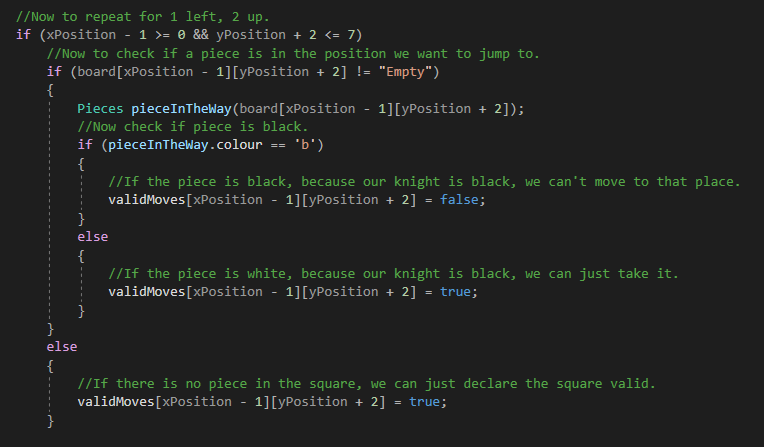 //Now to repeat for 1 left, 2 up.
if (xPosition - 1 >= 0 && yPosition + 2 <= 7)
//Now to check if a piece is in the position we want to jump to.
if (board[xPosition - 1][yPosition + 2] != "Empty")
{
Pieces pieceInTheWay(board[xPosition - 1][yPosition + 2]);
//Now check if piece is black.
if (pieceInTheWay.colour == 'b')
{
//If the piece is black, because our knight is black, we can't move to that place.
validMoves[xPosition - 1][yPosition + 2] = false;
}
else
{
//If the piece is white, because our knight is black, we can just take it.
validMoves[xPosition - 1][yPosition + 2] = true;
}
}
else
{
//If there is no piece in the square, we can just declare the square valid.
validMoves[xPosition - 1][yPosition + 2] = true;
}